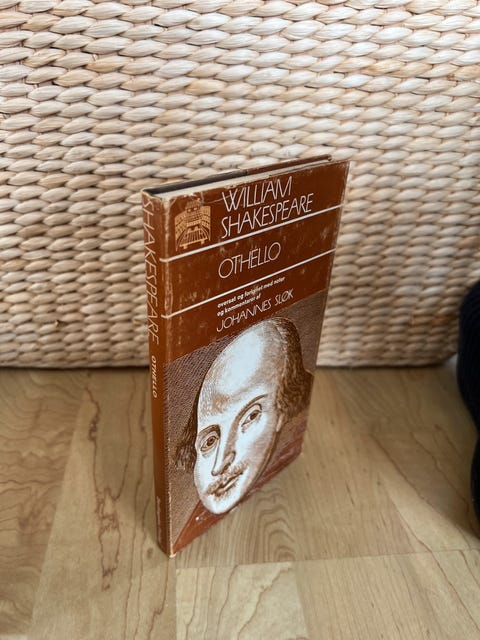 WILLIAM
SHAKESPEARE
OTHELLO
oversat og forsynet med noter
og kommentarer af
JOHANNES SLØK
SHAKESPEARE OTHELLO